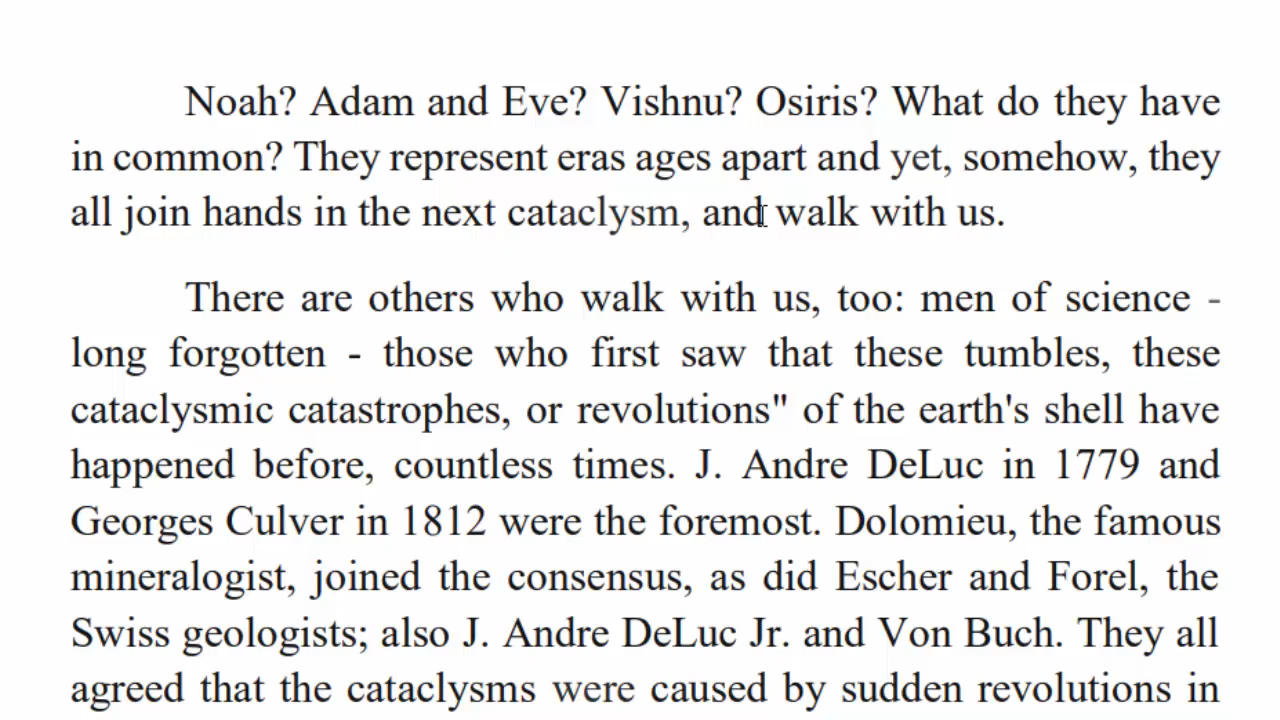 Noah? Adam and Eve? Vishnu? Osiris? What do they have
in common? They represent eras ages apart and yet, somehow, they
all join hands in the next cataclysm, and walk with us.
There are others who walk with us, too: men of science -
long forgotten - those who first saw that these tumbles, these
cataclysmic catastrophes, or revolutions" of the earth's shell have
happened before, countless times. J. Andre DeLuc in 1779 and
Georges Culver in 1812 were the foremost. Dolomieu, the famous
mineralogist, joined the consensus, as did Escher and Forel, the
Swiss geologists; also J. Andre DeLuc Jr. and Von Buch. They all
agreed that the cataclysms were caused by sudden revolutions in